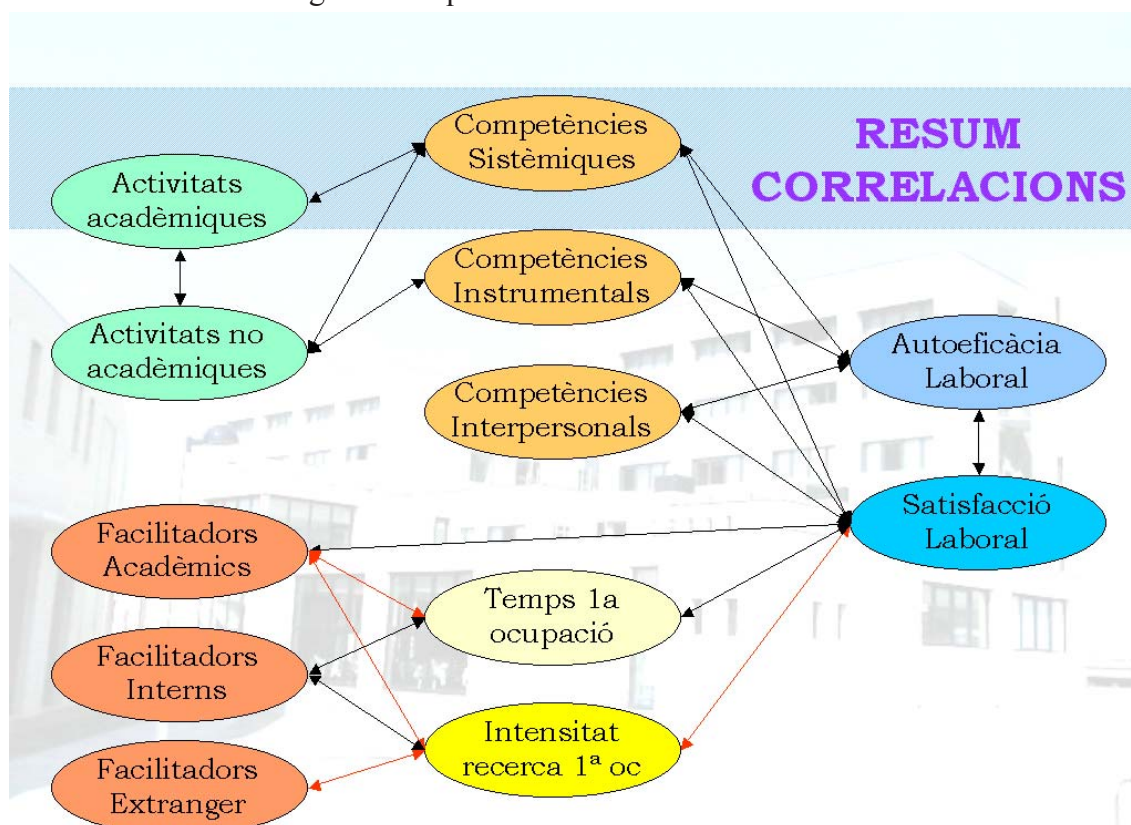 RESUM
CORRELACIONS
Competències
Sistèmiques
Activitats
acadèmiques
Competències
Instrumentals
Activitats no
acadèmiques
Autoeficàcia
Laboral
Competències
Interpersonals
Satisfacció
Laboral
Facilitadors
Acadèmics
Temps 1a
ocupació
Facilitadors
Interns
Intensitat
recerca 1ª oc
Facilitadors
Extranger